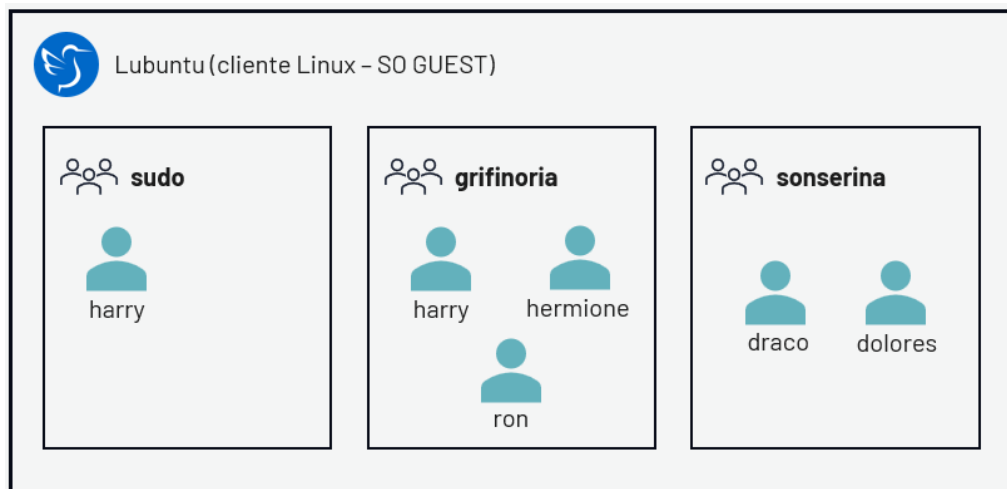 Lubuntu (cliente Linux – SO GUEST)
sudo
harry
grifinoria
harry
hermione
ron
sonserina
draco
dolores